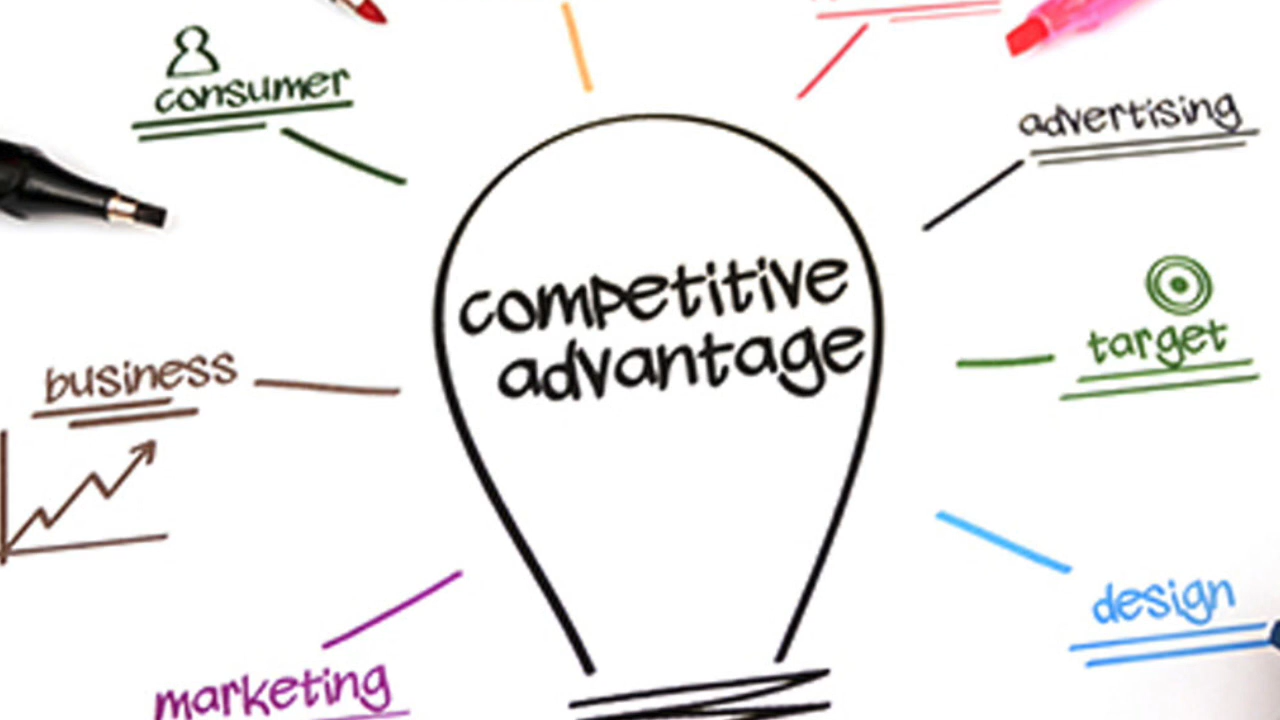 consumer
advertising
competitive
advantage
target
business
design
marketing